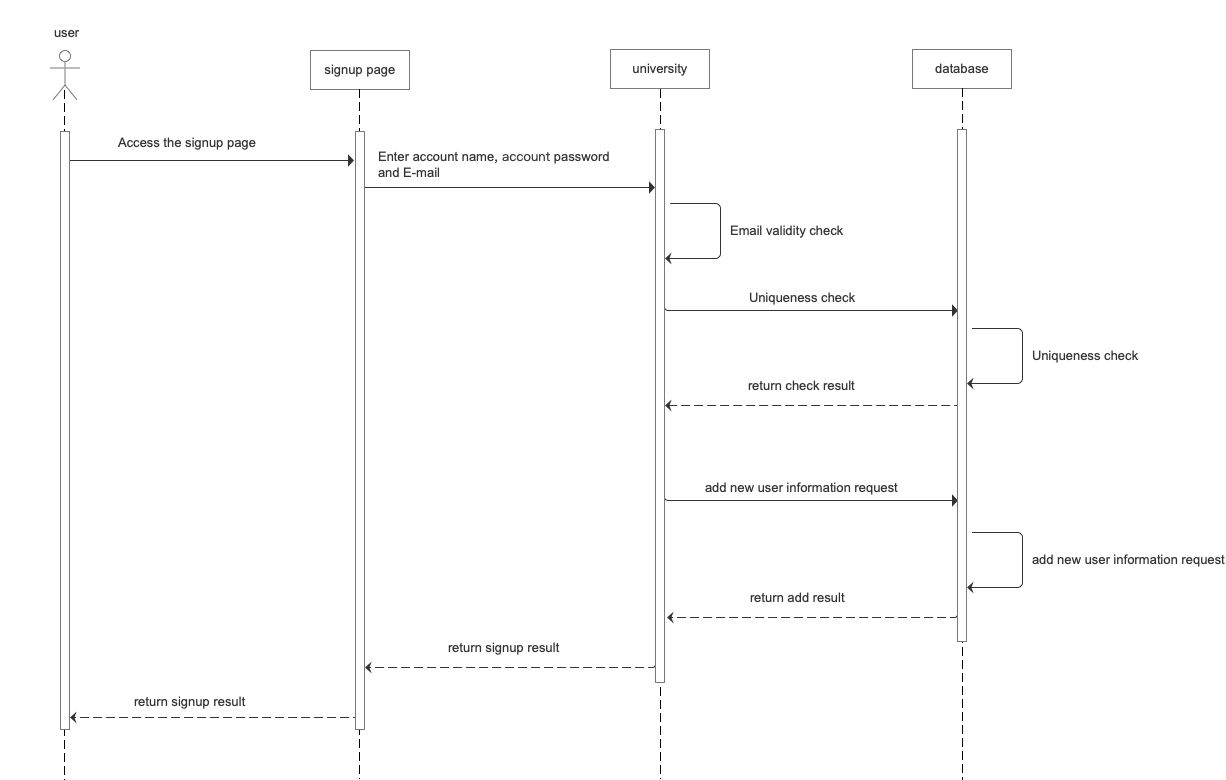 user
signup page
university
database
Access the signup page
Enter account name, account password
and E-mail
Email validity check
Uniqueness check
Uniqueness check
return check result
add new user information request
add new user information request
return add result
return signup result
return signup result